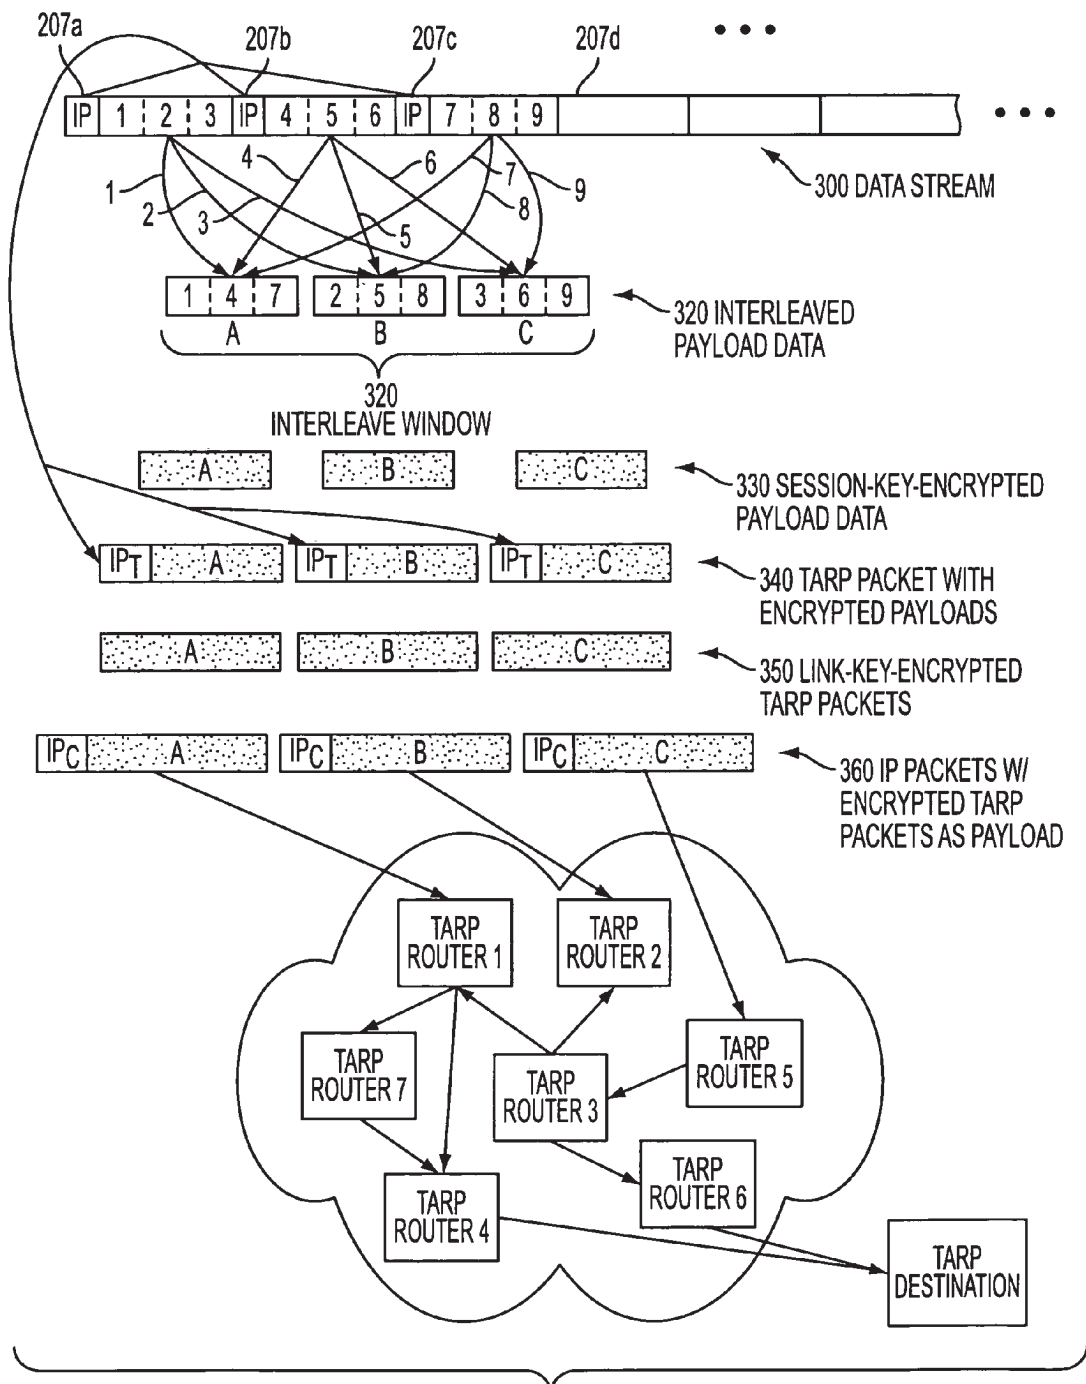 207a 207b 207c 207d •••
IP 1 2 3 IP 4 5 6 IP 7 8 9 •••
1 2 3 4 5 6 7 8 9
300 DATA STREAM
1 4 7 2 5 8 3 6 9
A B C
320 INTERLEAVED
PAYLOAD DATA
320
INTERLEAVE WINDOW
A B C
330 SESSION-KEY-ENCRYPTED
PAYLOAD DATA
IPT A IPT B IPT C
340 TARP PACKET WITH
ENCRYPTED PAYLOADS
A B C
350 LINK-KEY-ENCRYPTED
TARP PACKETS
IPC A IPC B IPC C
360 IP PACKETS W/
ENCRYPTED TARP
PACKETS AS PAYLOAD
TARP
ROUTER 1
TARP
ROUTER 2
TARP
ROUTER 7
TARP
ROUTER 3
TARP
ROUTER 5
TARP
ROUTER 4
TARP
ROUTER 6
TARP
DESTINATION